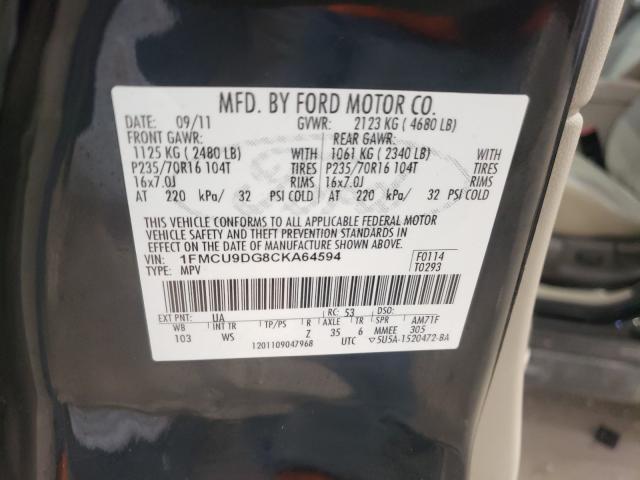 MFD. BY FORD MOTOR CO.
DATE: 09/11 GVWR: 2123 KG ( 4680 LB)
FRONT GAWR: REAR GAWR:
1125 KG ( 2480 LB) WITH 1061 KG ( 2340 LB) WITH
P235/70R16 104T TIRES P235/70R16 104T TIRES
16x7.0J RIMS 16x7.0J RIMS
AT 220 kPa/ 32 PSI COLD AT 220 kPa/ 32 PSI COLD
THIS VEHICLE CONFORMS TO ALL APPLICABLE FEDERAL MOTOR
VEHICLE SAFETY AND THEFT PREVENTION STANDARDS IN
EFFECT ON THE DATE OF MANUFACTURE SHOWN ABOVE.
VIN: 1FMCU9DG8CKA64594 F0114
TYPE: MPV T0293
EXT PNT: UA RC: 53 DSO:
WB INT TR TP/PS R AXLE TR SPR AM71F
103 WS Z 35 6 MMEE 305
1201109047968 UTC ▽5U5A-1520472-BA